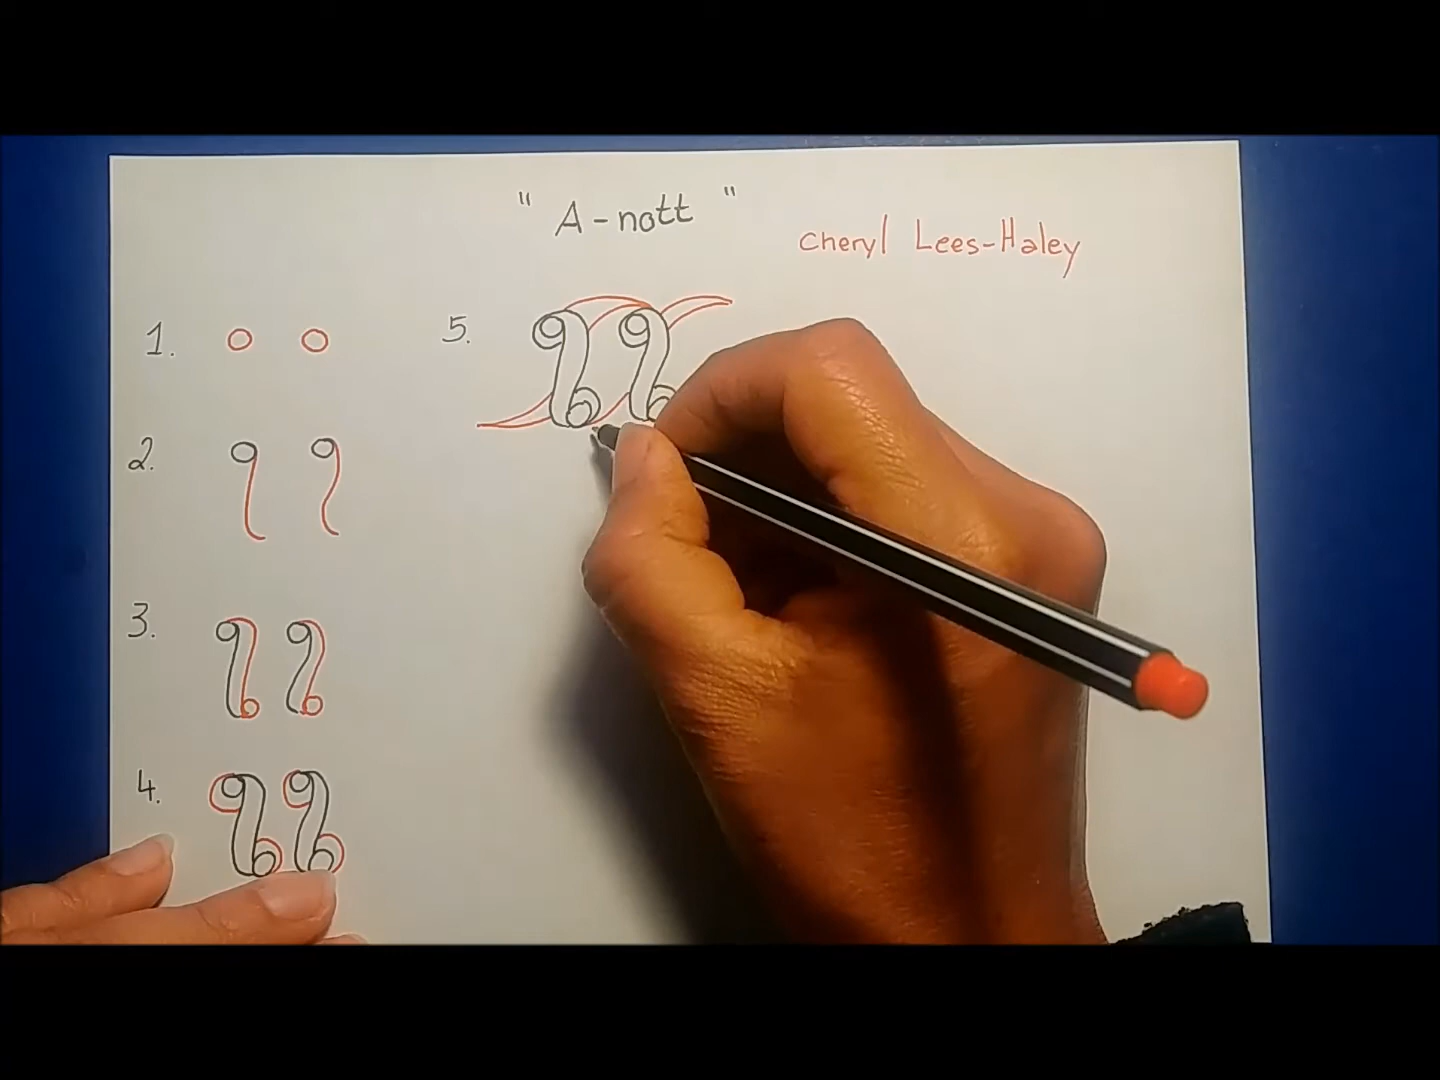 " A-nott "
Cheryl Lees-Haley
1.
2.
3.
4.
5.